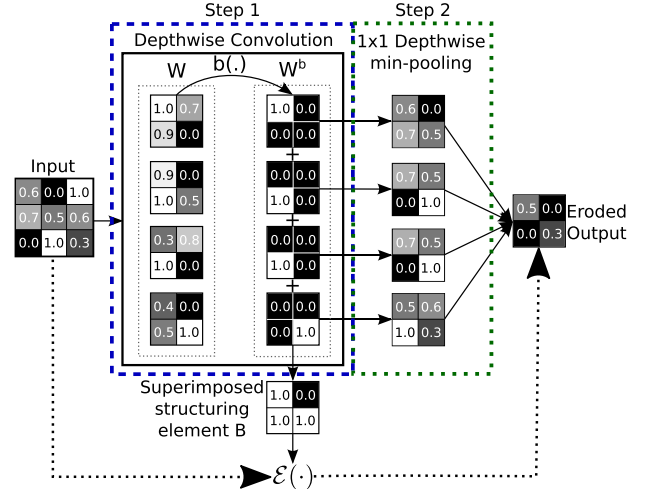 Step 1
Step 2
Depthwise Convolution
1x1 Depthwise
min-pooling
W
b(.)
Wᵇ
1.0 0.7
0.9 0.0
0.9 0.0
1.0 0.5
0.3 0.8
1.0 0.0
0.4 0.0
0.5 1.0
1.0 0.0
0.0 0.0
+
0.0 0.0
1.0 0.0
+
0.0 0.0
1.0 0.0
+
0.0 0.0
0.0 1.0
0.6 0.0
0.7 0.5
0.7 0.5
0.0 1.0
0.7 0.5
0.0 1.0
0.5 0.6
1.0 0.3
Input
0.6 0.0 1.0
0.7 0.5 0.6
0.0 1.0 0.3
0.5 0.0
0.0 0.3
Eroded
Output
Superimposed
structuring
element B
1.0 0.0
1.0 1.0
ℰ(·)